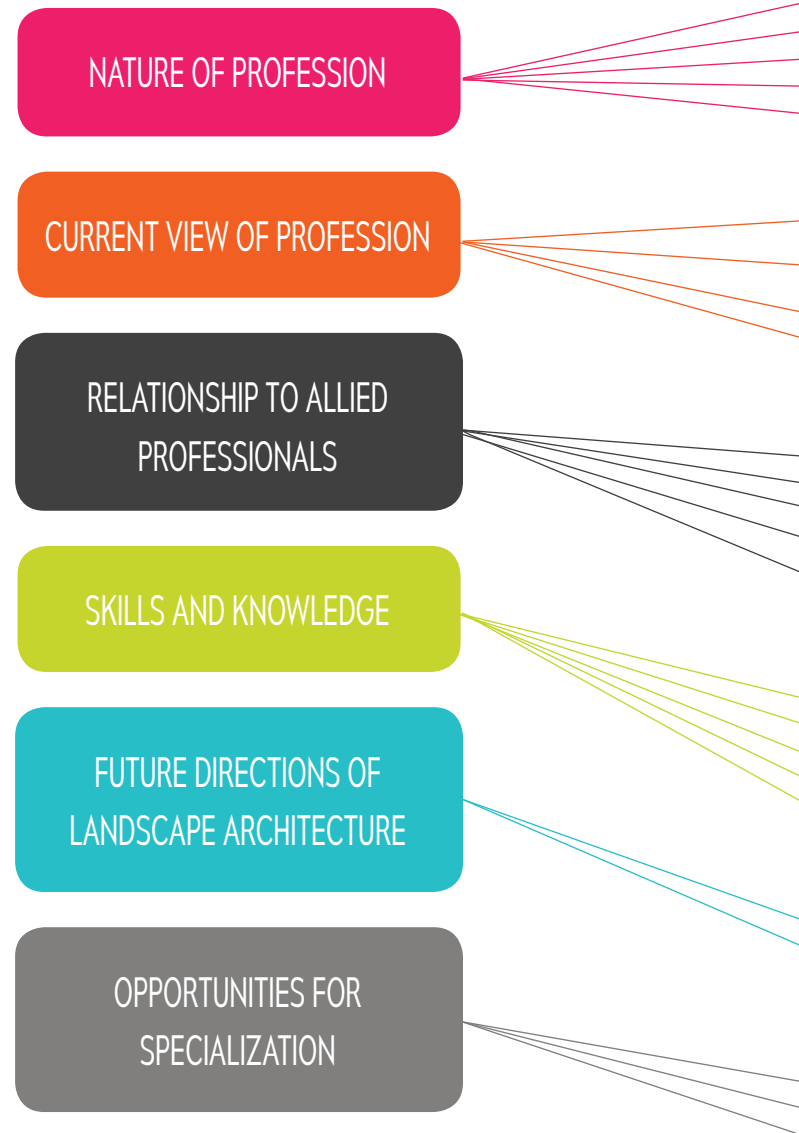 NATURE OF PROFESSION
CURRENT VIEW OF PROFESSION
RELATIONSHIP TO ALLIED
PROFESSIONALS
SKILLS AND KNOWLEDGE
FUTURE DIRECTIONS OF
LANDSCAPE ARCHITECTURE
OPPORTUNITIES FOR
SPECIALIZATION